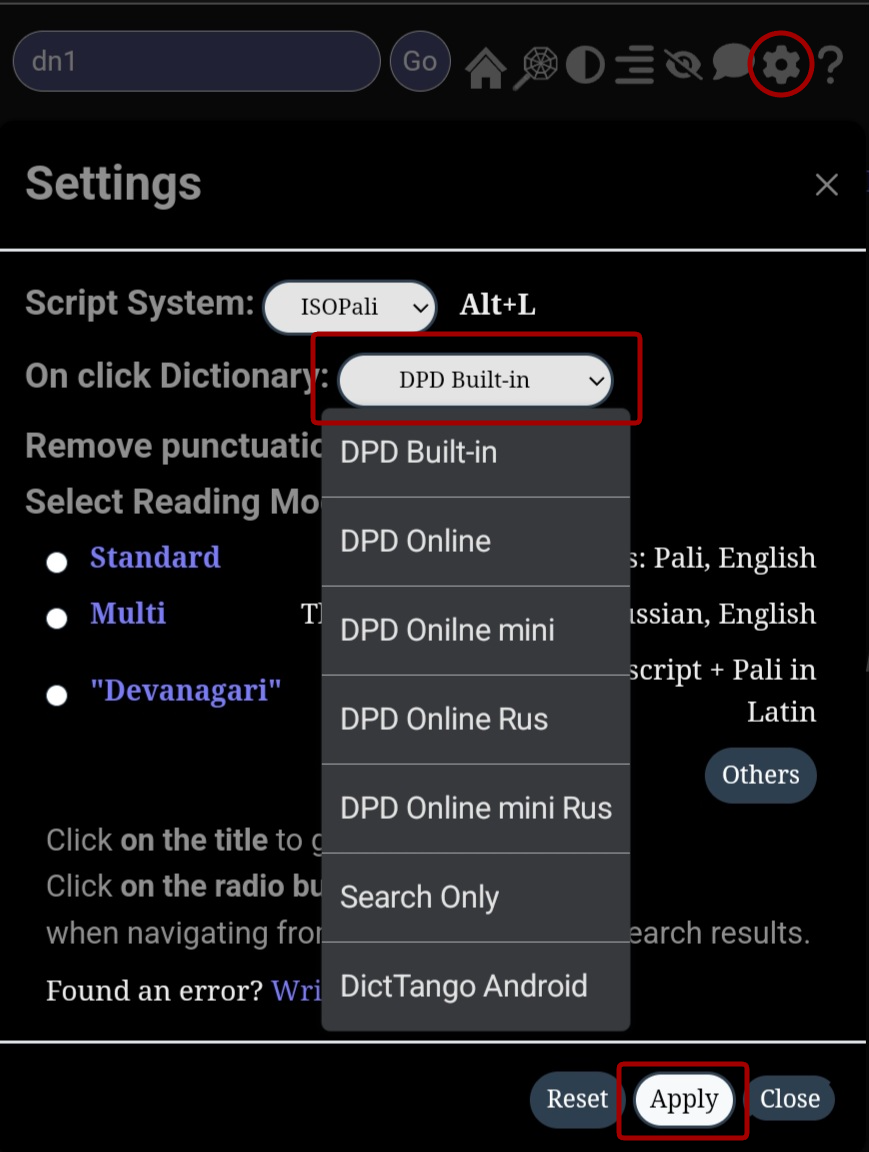 dn1 Go ?
Settings
Script System: ISOPali Alt+L
On click Dictionary: DPD Built-in
DPD Built-in
Remove punctuatio
DPD Online
Select Reading Mo
Standard s: Pali, English
DPD Onilne mini
Multi Russian, English
DPD Online Rus
"Devanagari" script + Pali in
Latin
Others
DPD Online mini Rus
Click on the title to g
Click on the radio bu
Search Only
when navigating from earch results.
DictTango Android
Found an error? Wri
Reset Apply Close